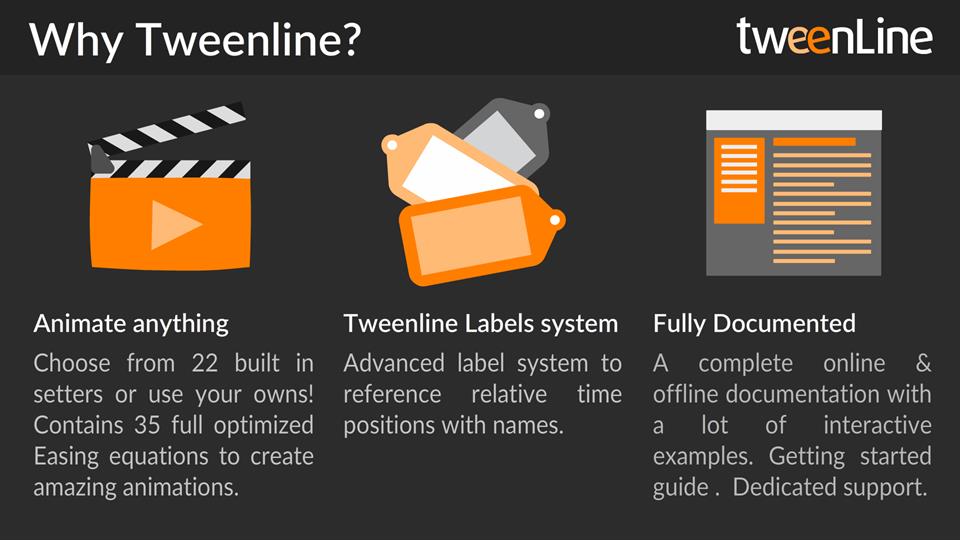 Why Tweenline?
tweenLine
Animate anything
Choose from 22 built in
setters or use your owns!
Contains 35 full optimized
Easing equations to create
amazing animations.
Tweenline Labels system
Advanced label system to
reference relative time
positions with names.
Fully Documented
A complete online &
offline documentation with
a lot of interactive
examples. Getting started
guide . Dedicated support.